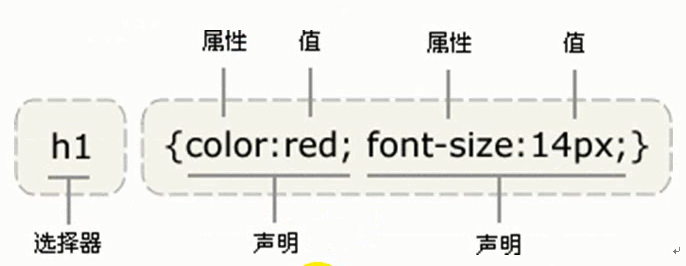 属性 值 属性 值
h1 {color:red; font-size:14px;}
选择器 声明 声明